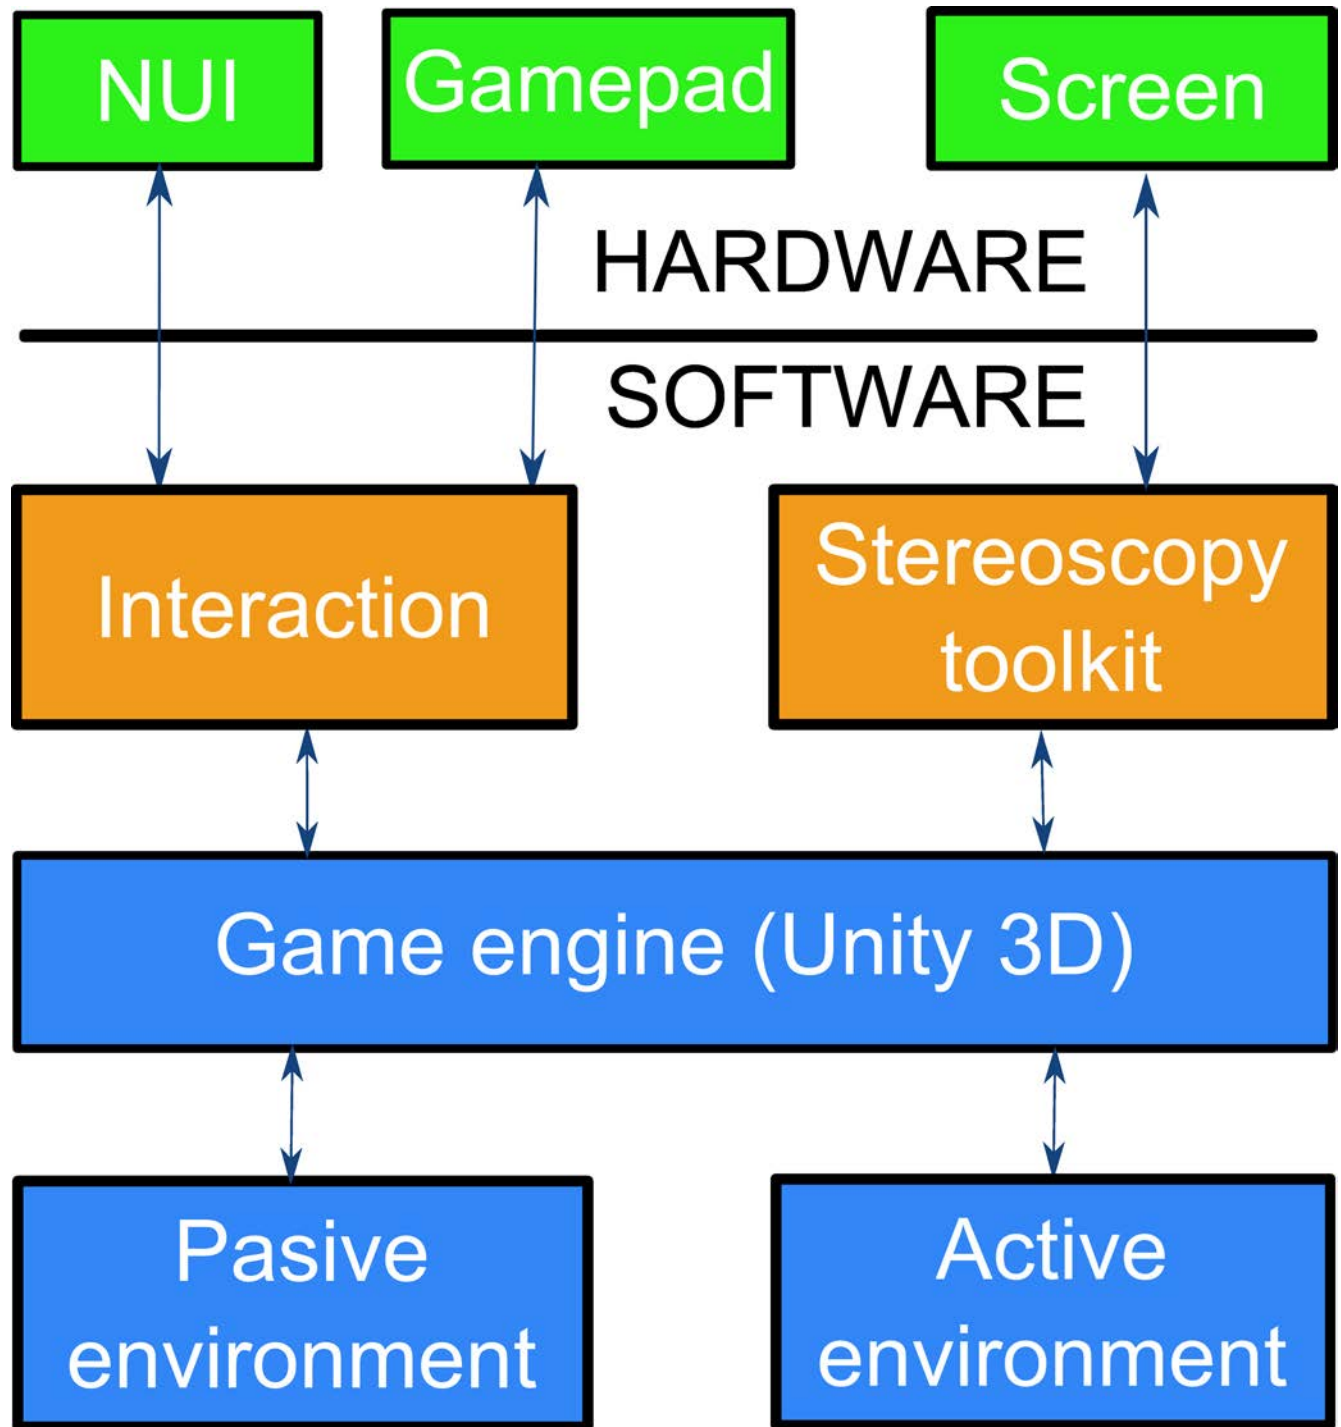 NUI
Gamepad
Screen
HARDWARE
SOFTWARE
Interaction
Stereoscopy
toolkit
Game engine (Unity 3D)
Pasive
environment
Active
environment